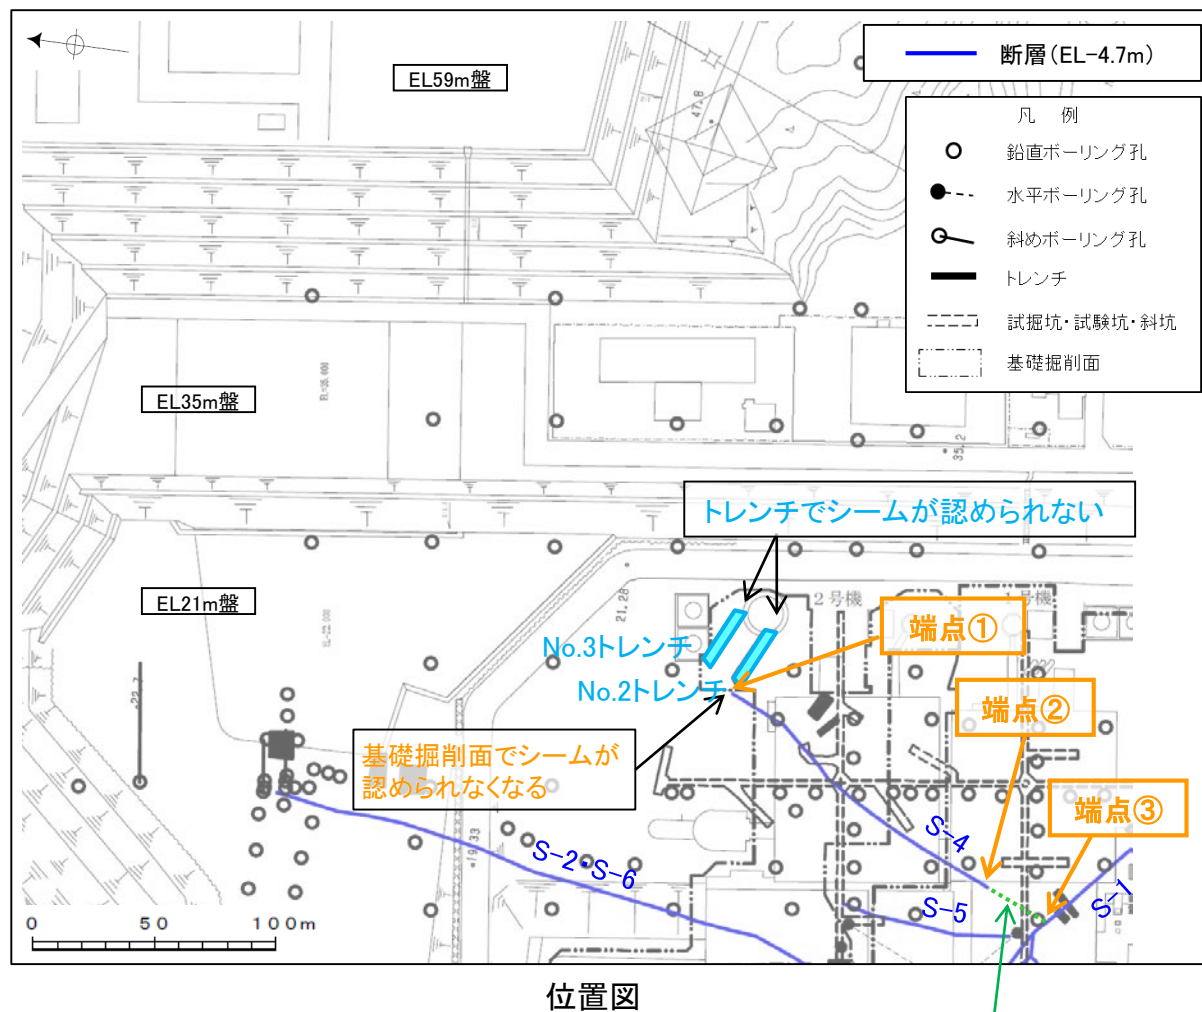 断層(EL-4.7m)
EL59m盤
凡 例
鉛直ボーリング孔
水平ボーリング孔
斜めボーリング孔
トレンチ
試掘坑・試験坑・斜坑
基礎掘削面
47.8
EL35m盤
35.2
トレンチでシームが認められない
EL21m盤
21.28
2号機
1号機
端点①
No.3トレンチ
No.2トレンチ
端点②
基礎掘削面でシームが
認められなくなる
端点③
S-4
S-1
S-2・S-6
S-5
19.33
22.7
0 50 100m
位置図